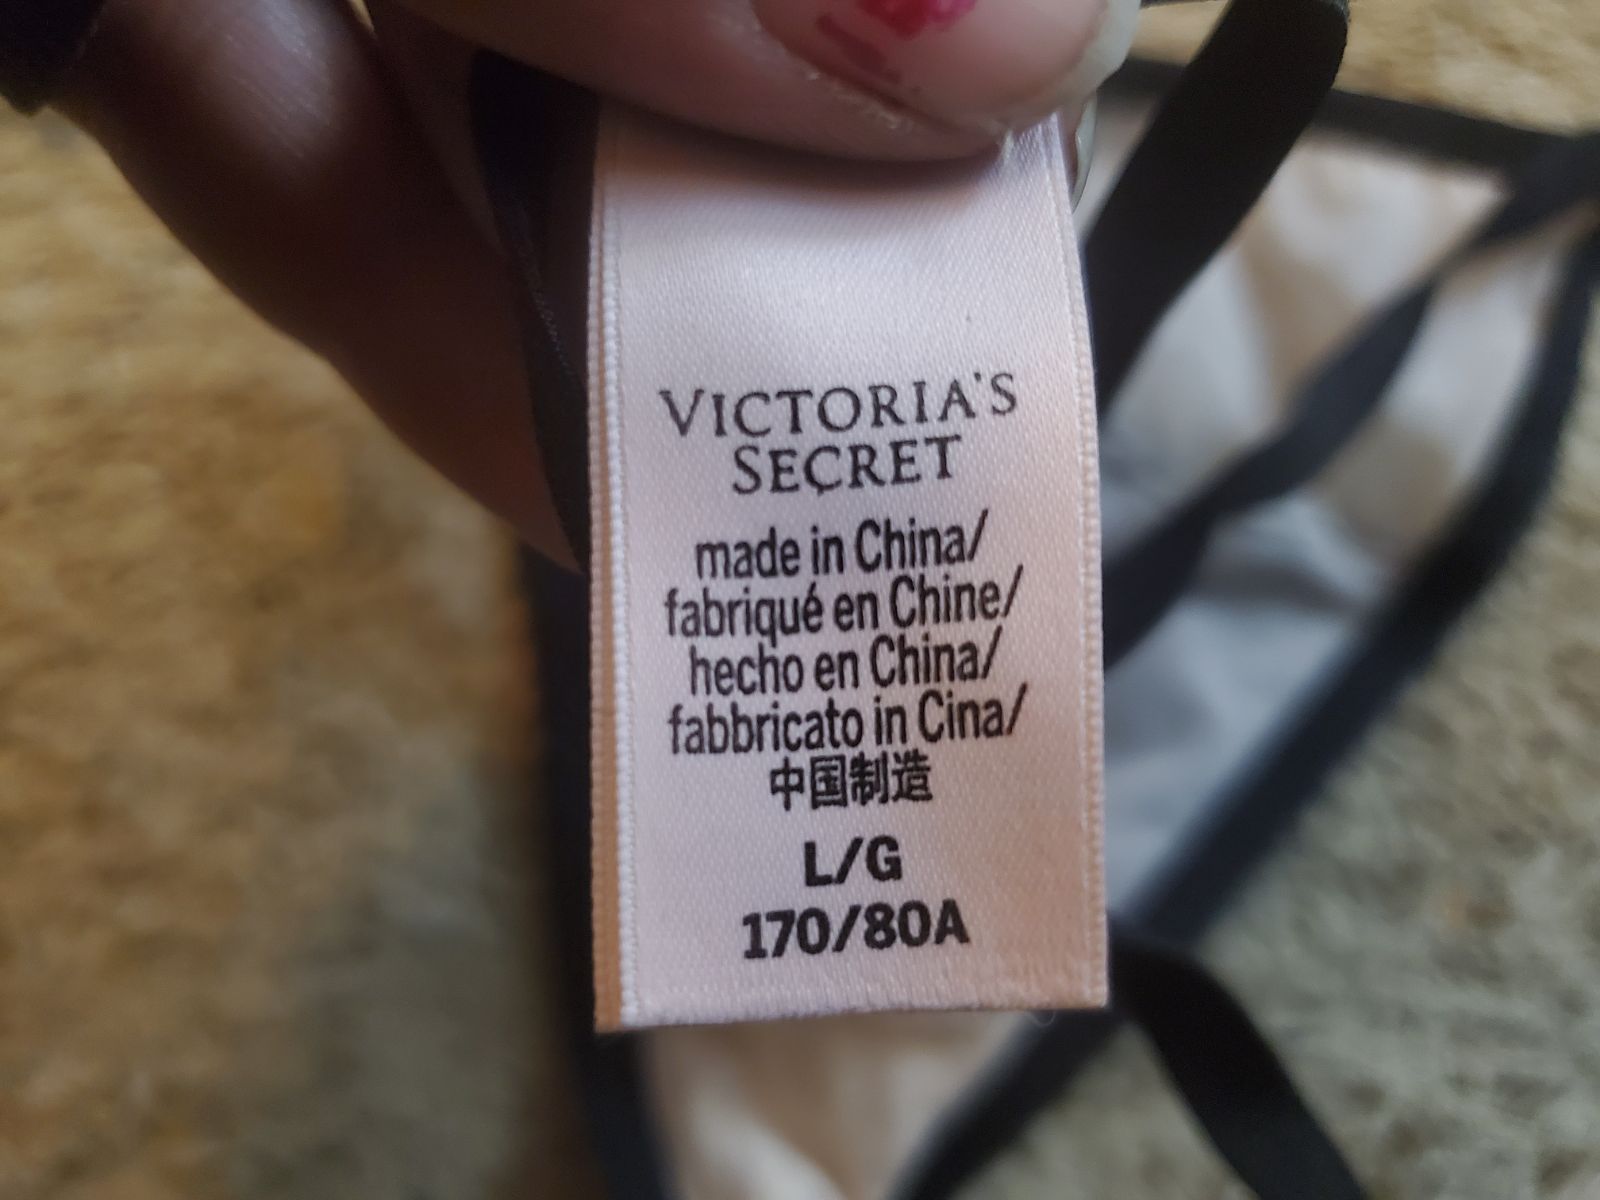 VICTORIA'S
SECRET
made in China/
fabriqué en Chine/
hecho en China/
fabbricato in Cina/
中国制造
L/G
170/80A